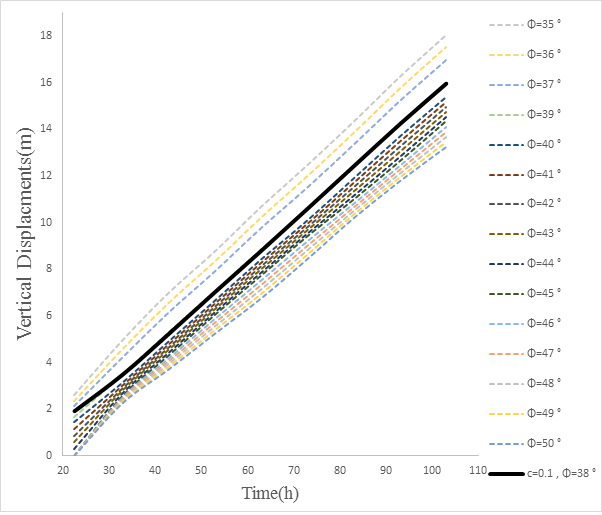 Vertical Displacments(m)
18
16
14
12
10
8
6
4
2
0
20 30 40 50 60 70 80 90 100 110
Time(h)
Φ=35 °
Φ=36 °
Φ=37 °
Φ=39 °
Φ=40 °
Φ=41 °
Φ=42 °
Φ=43 °
Φ=44 °
Φ=45 °
Φ=46 °
Φ=47 °
Φ=48 °
Φ=49 °
Φ=50 °
c=0.1 , Φ=38 °